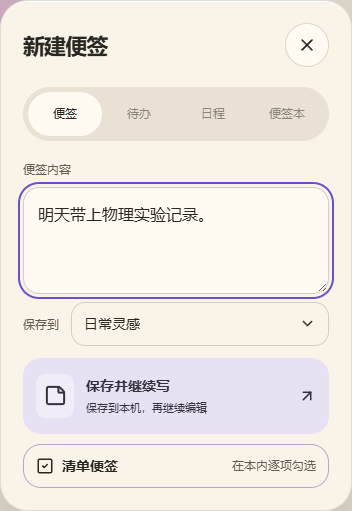 新建便签
便签 待办 日程 便签本
便签内容
明天带上物理实验记录。
保存到 日常灵感
保存并继续写
保存到本机，再继续编辑
清单便签 在本内逐项勾选